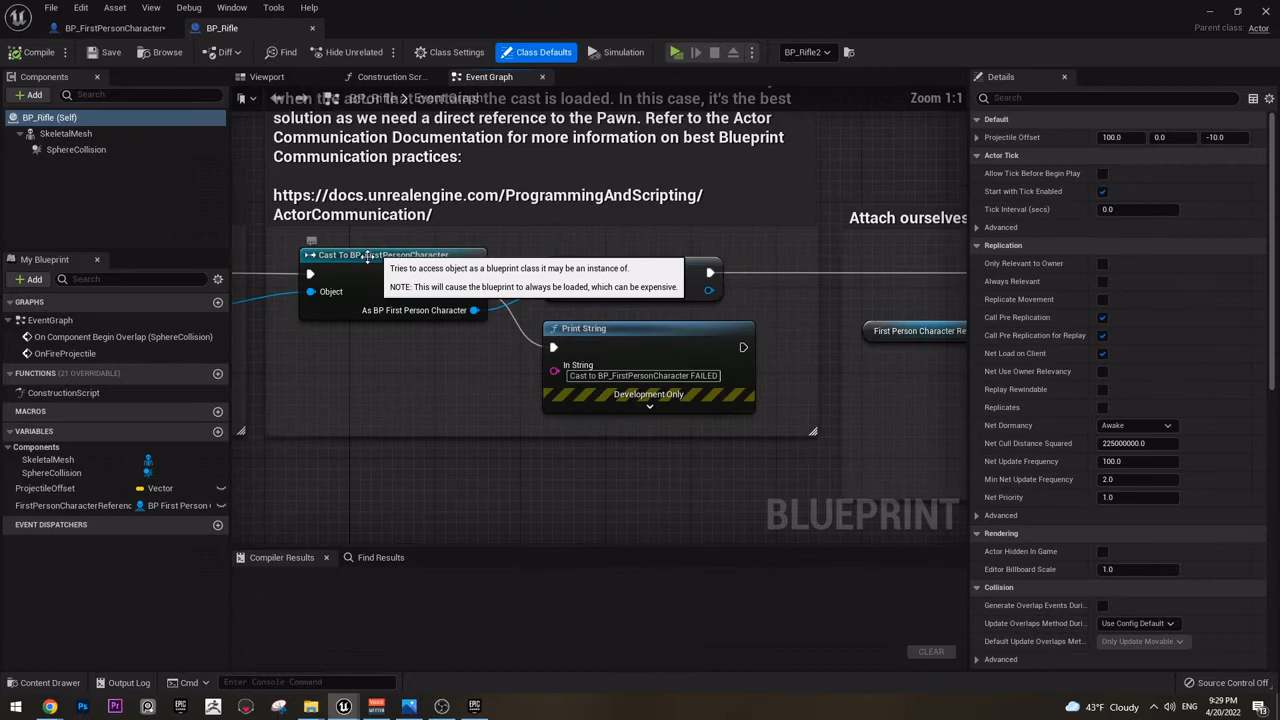 File
Edit
Asset
View
Debug
Window
Tools
Help
BP_FirstPersonCharacter*
BP_Rifle
Parent class: Actor
Compile
Save
Browse
Diff
Find
Hide Unrelated
Class Settings
Class Defaults
Simulation
BP_Rifle2
Components
Add
Search
BP_Rifle (Self)
SkeletalMesh
SphereCollision
My Blueprint
Add
Search
GRAPHS
EventGraph
On Component Begin Overlap (SphereCollision)
OnFireProjectile
FUNCTIONS (21 OVERRIDABLE)
ConstructionScript
MACROS
VARIABLES
Components
SkeletalMesh
SphereCollision
ProjectileOffset
Vector
FirstPersonCharacterReferenc
BP First Person
EVENT DISPATCHERS
Viewport
Construction Scr...
Event Graph
BP_Rifle > Event Graph
Zoom 1:1
solution as we need a direct reference to the Pawn. Refer to the Actor
Communication Documentation for more information on best Blueprint
Communication practices:
https://docs.unrealengine.com/ProgrammingAndScripting/
ActorCommunication/
Attach ourselves
Cast To BP_FirstPersonCharacter
Object
As BP First Person Character
Tries to access object as a blueprint class it may be an instance of.
NOTE: This will cause the blueprint to always be loaded, which can be expensive.
Print String
In String
Cast to BP_FirstPersonCharacter FAILED
Development Only
First Person Character Re
BLUEPRINT
Compiler Results
Find Results
CLEAR
Details
Search
Default
Projectile Offset 100.0 0.0 -10.0
Actor Tick
Allow Tick Before Begin Play
Start with Tick Enabled
Tick Interval (secs) 0.0
Advanced
Replication
Only Relevant to Owner
Always Relevant
Replicate Movement
Call Pre Replication
Call Pre Replication for Replay
Net Load on Client
Net Use Owner Relevancy
Replay Rewindable
Replicates
Net Dormancy Awake
Net Cull Distance Squared 225000000.0
Net Update Frequency 100.0
Min Net Update Frequency 2.0
Net Priority 1.0
Advanced
Rendering
Actor Hidden In Game
Editor Billboard Scale 1.0
Collision
Generate Overlap Events Duri
Update Overlaps Method Duri Use Config Default
Default Update Overlaps Met... Only Update Movable
Advanced
Content Drawer
Output Log
Cmd
Enter Console Command
Source Control Off
43°F Cloudy
9:29 PM
4/20/2022